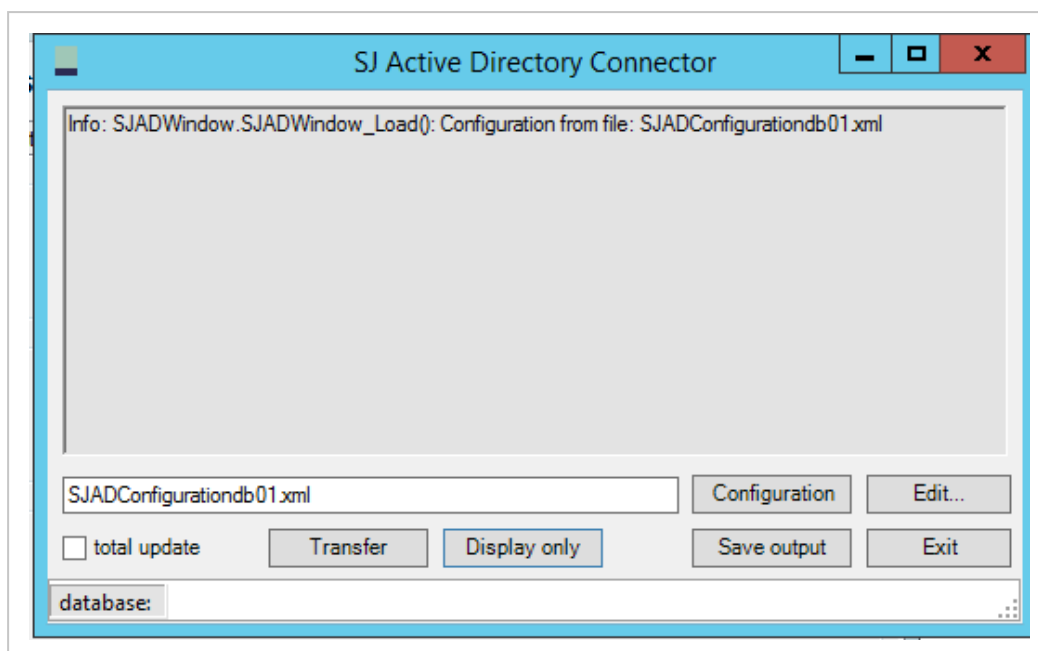 SJ Active Directory Connector
Info: SJADWindow.SJADWindow_Load(): Configuration from file: SJADConfigurationdb01.xml
SJADConfigurationdb01.xml
Configuration
Edit...
total update
Transfer
Display only
Save output
Exit
database: